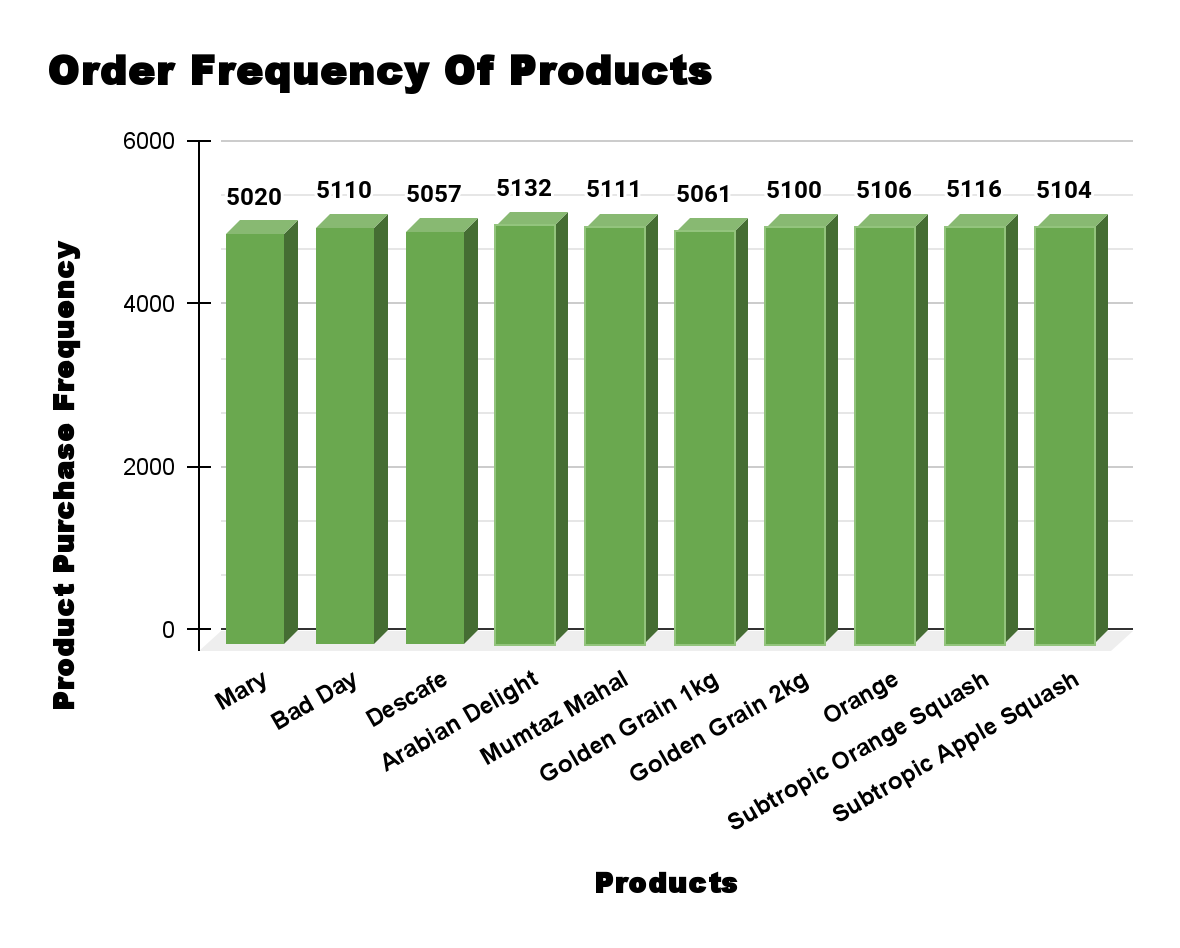 Order Frequency Of Products
Product Purchase Frequency
6000
4000
2000
0
5020
5110
5057
5132
5111
5061
5100
5106
5116
5104
Mary
Bad Day
Descafe
Arabian Delight
Mumtaz Mahal
Golden Grain 1kg
Golden Grain 2kg
Orange
Subtropic Orange Squash
Subtropic Apple Squash
Products